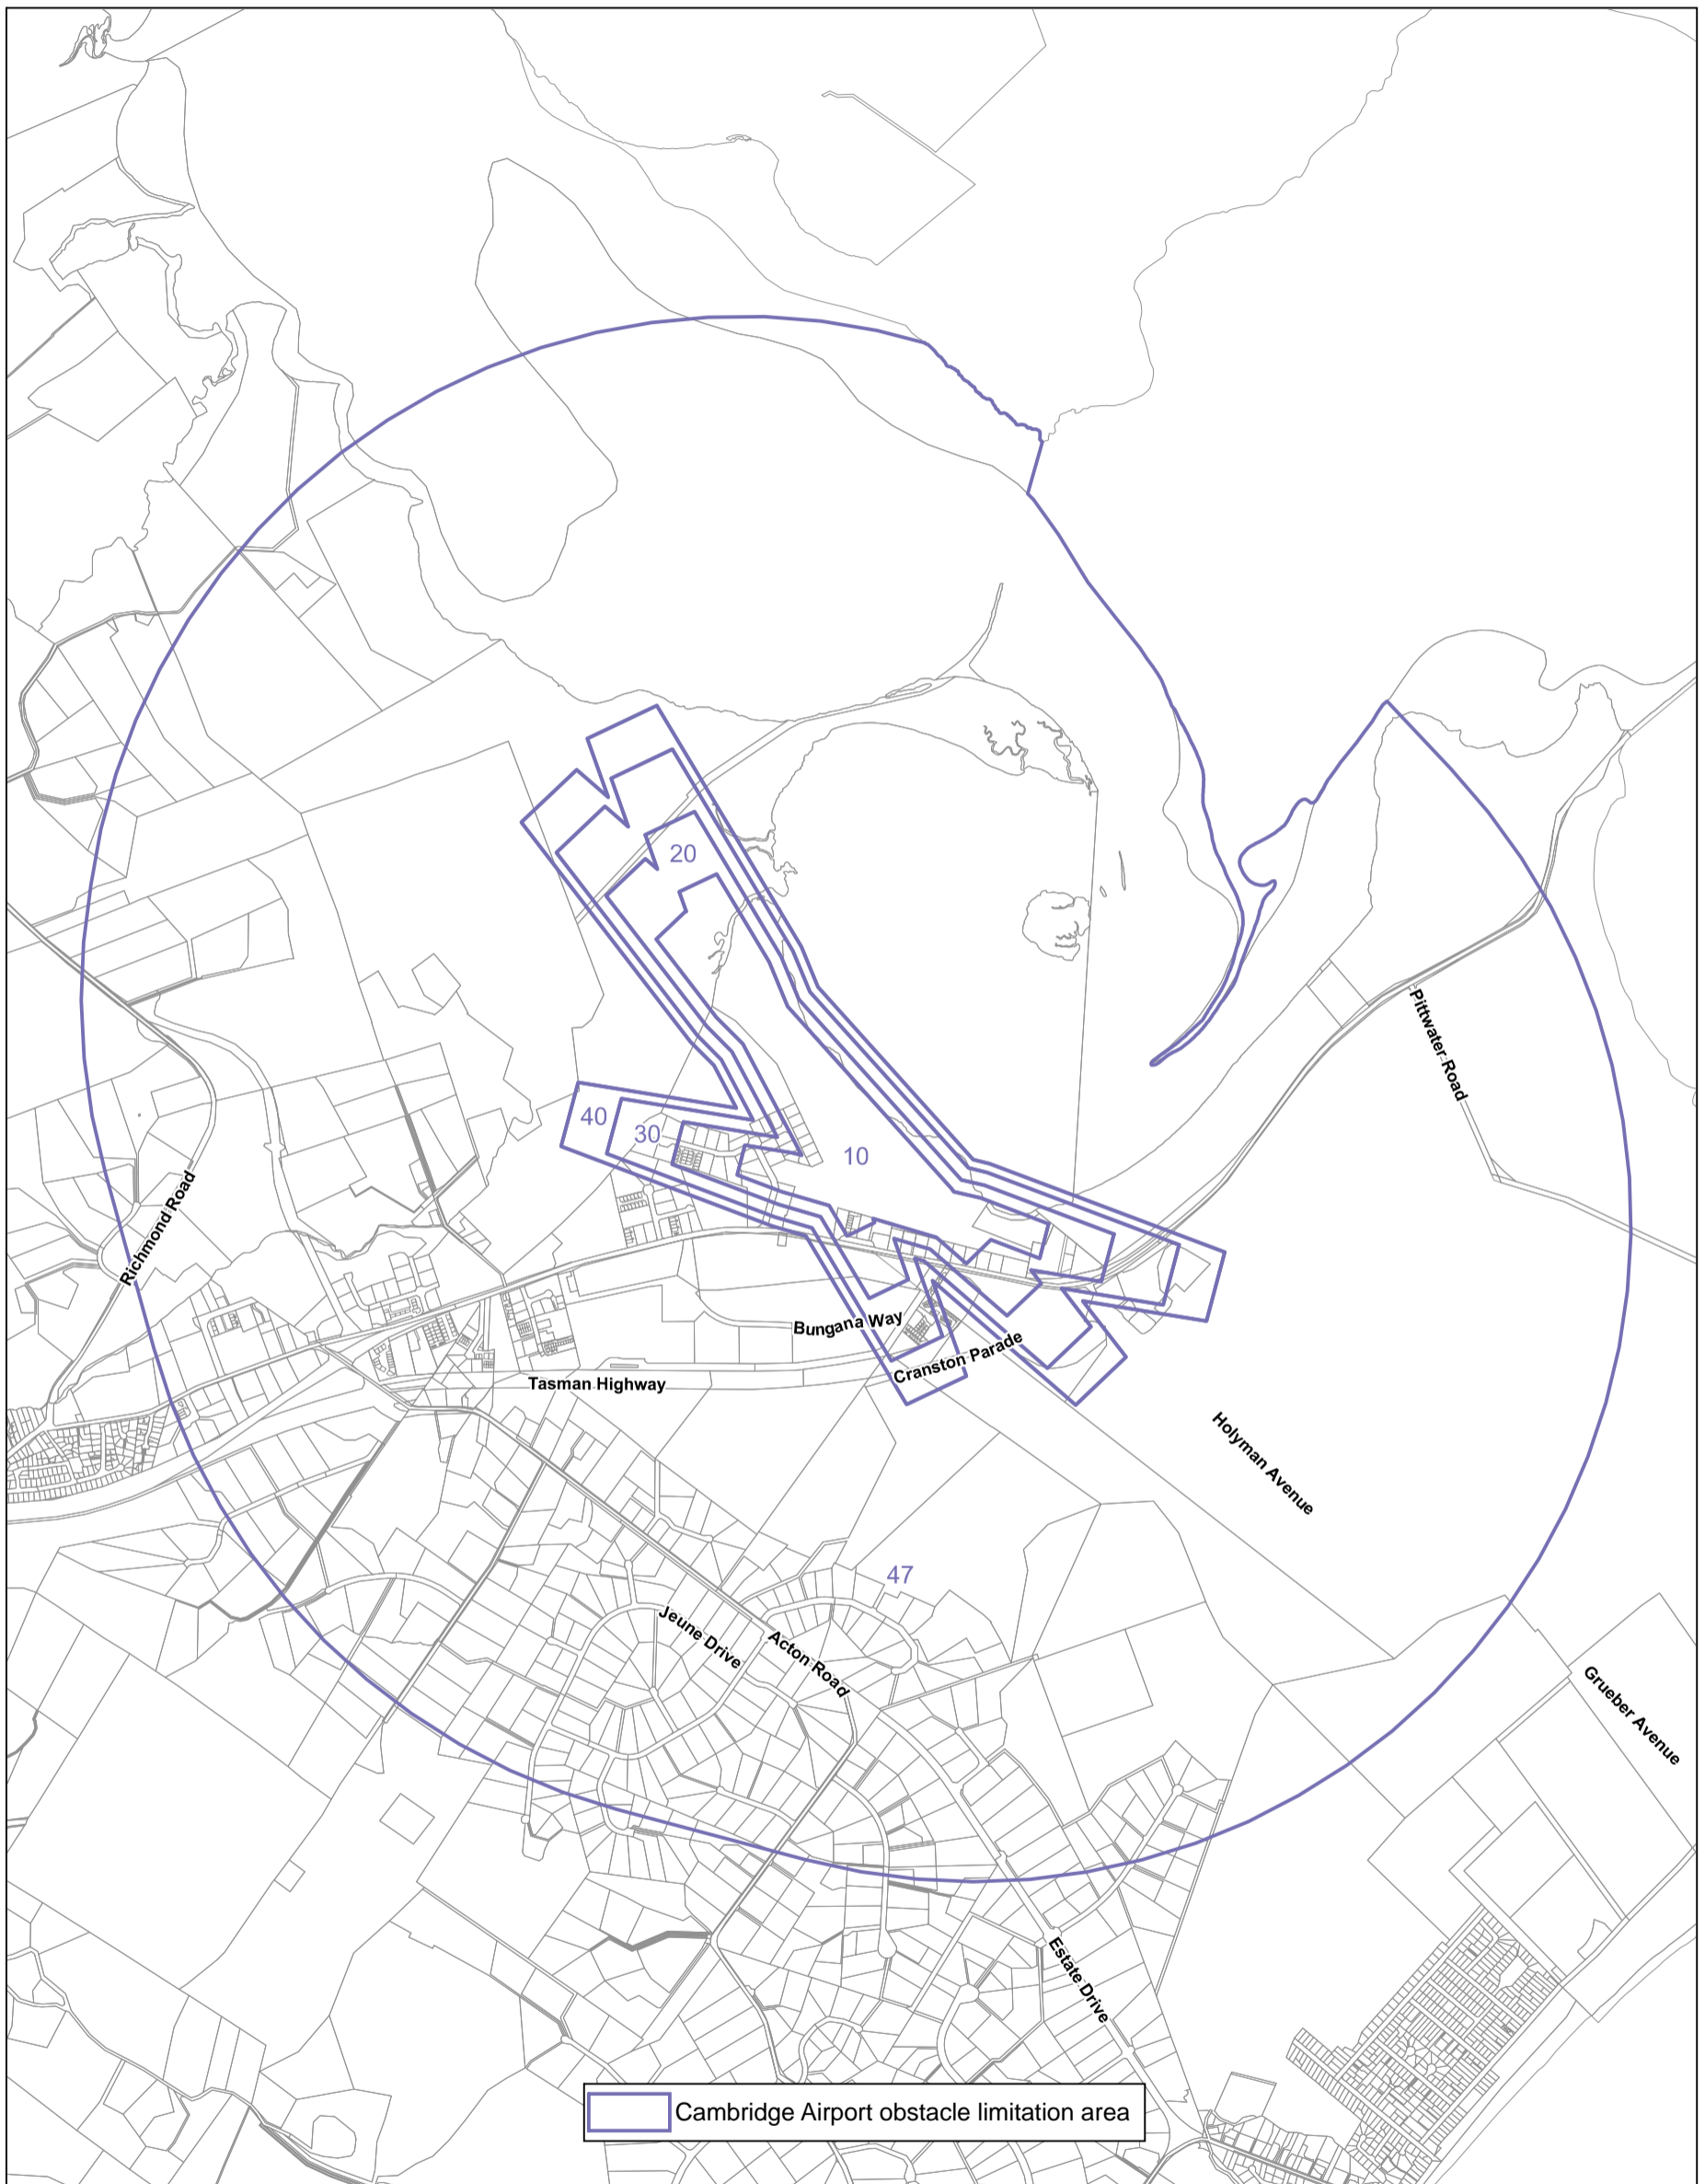 20
40
30
10
Pittwater Road
Richmond Road
Bungana Way
Cranston Parade
Tasman Highway
Holyman Avenue
47
Jeune Drive
Acton Road
Grueber Avenue
Estate Drive
Cambridge Airport obstacle limitation area